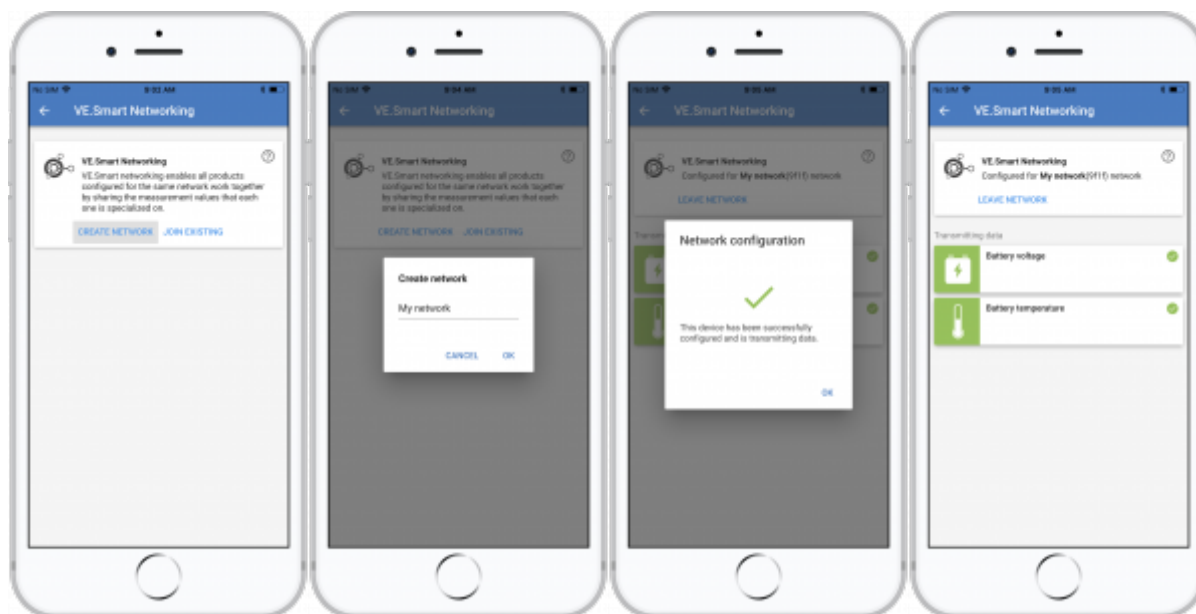 No SIM
9:02 AM
VE.Smart Networking
VE.Smart Networking
VE.Smart networking enables all products
configured for the same network work together
by sharing the measurement values that each
one is specialized on.
CREATE NETWORK JOIN EXISTING
No SIM
9:04 AM
VE.Smart Networking
VE.Smart Networking
VE.Smart networking enables all products
configured for the same network work together
by sharing the measurement values that each
one is specialized on.
CREATE NETWORK JOIN EXISTING
Create network
My network
CANCEL OK
No SIM
9:05 AM
VE.Smart Networking
VE.Smart Networking
Configured for My network(91f1) network
LEAVE NETWORK
Network configuration
This device has been successfully
configured and is transmitting data.
OK
No SIM
9:05 AM
VE.Smart Networking
VE.Smart Networking
Configured for My network(91f1) network
LEAVE NETWORK
Transmitting data
Battery voltage
Battery temperature